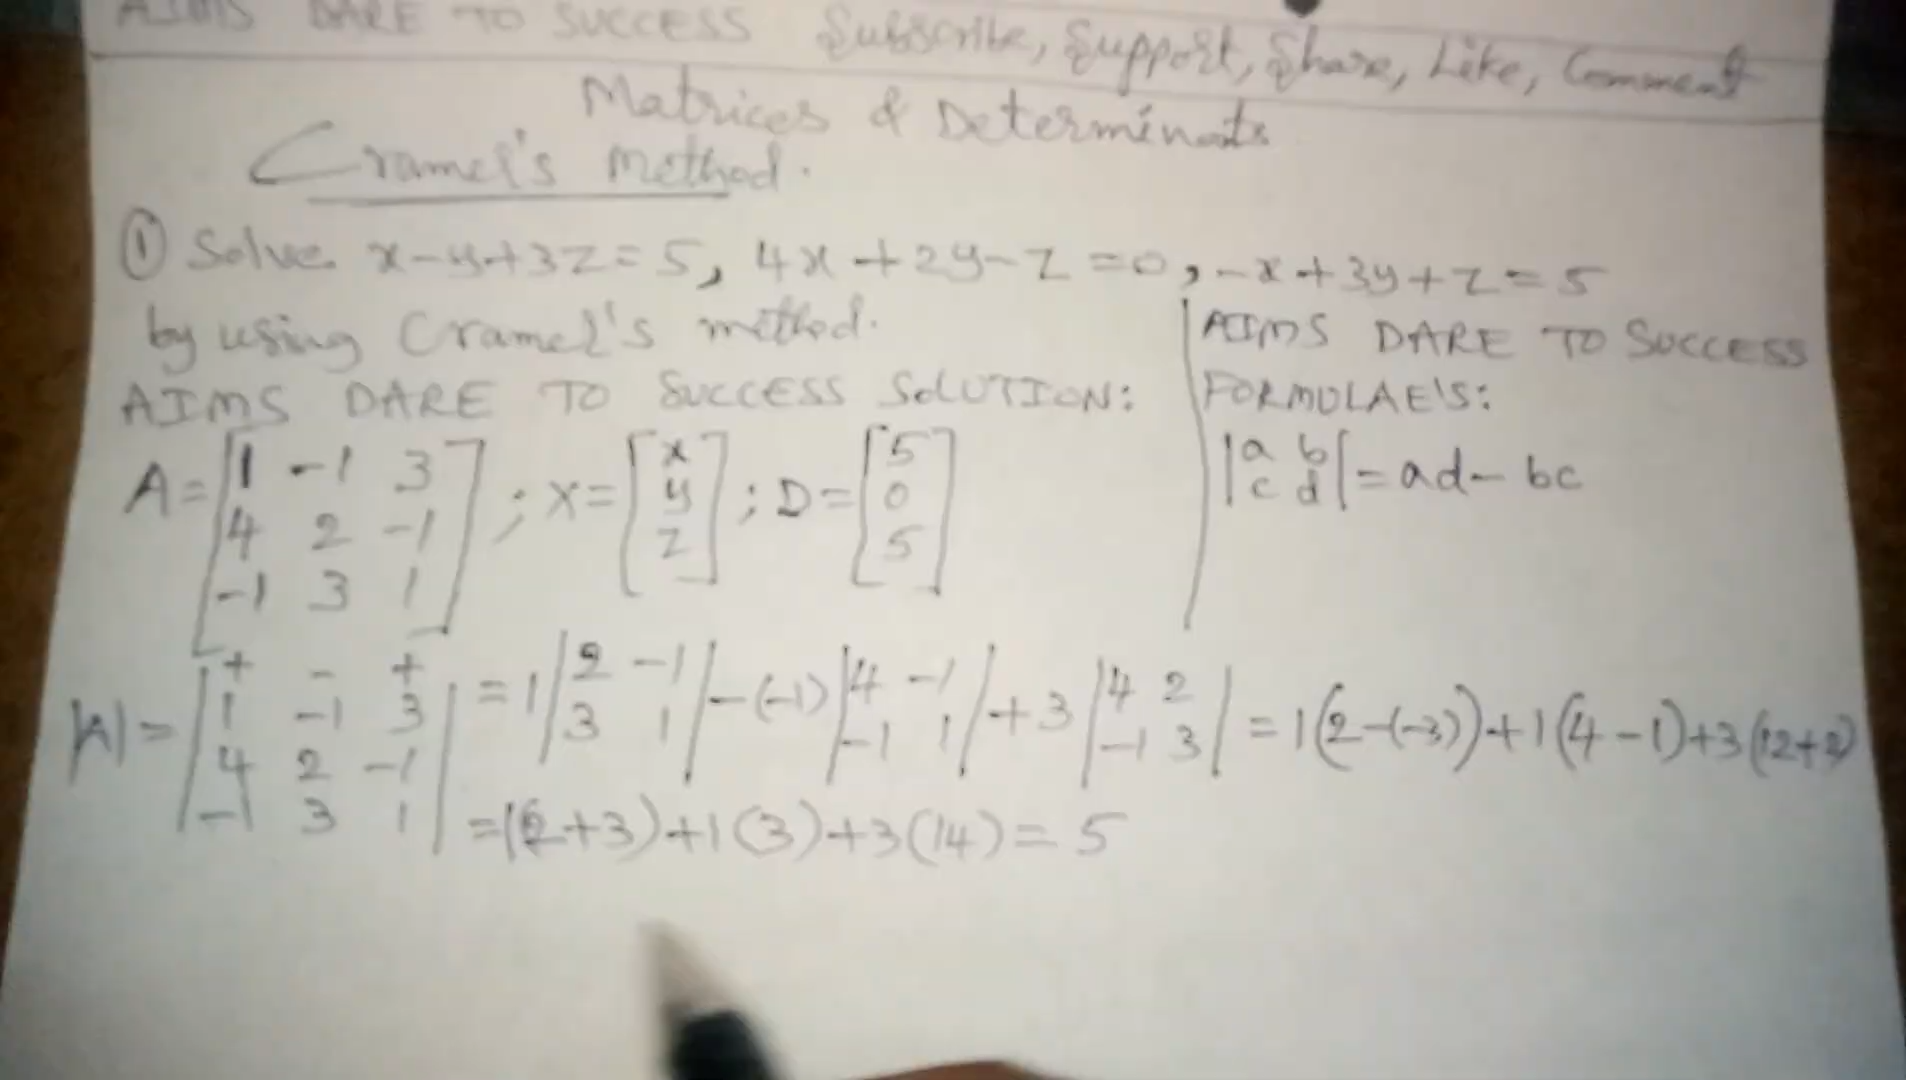 AIMS DARE TO SUCCESS Subscribe, Support, Share, Like, Comment
Matrices & Determinants
Cramer's Method.
① Solve x-y+3z=5, 4x+2y-z=0, -x+3y+z=5
by using Cramer's method.
AIMS DARE TO SUCCESS SOLUTION:
AIMS DARE TO SUCCESS
FORMULAE'S:
|a b|
|c d| = ad - bc
A = [1 -1 3; 4 2 -1; -1 3 1] ; X = [x; y; z] ; D = [5; 0; 5]
+ - +
|A| = |1 -1 3; 4 2 -1; -1 3 1| = 1|2 -1; 3 1| -(-1)|4 -1; -1 1| +3|4 2; -1 3| = 1(2-(-3))+1(4-1)+3(12+2)
=1(2+3)+1(3)+3(14)=5